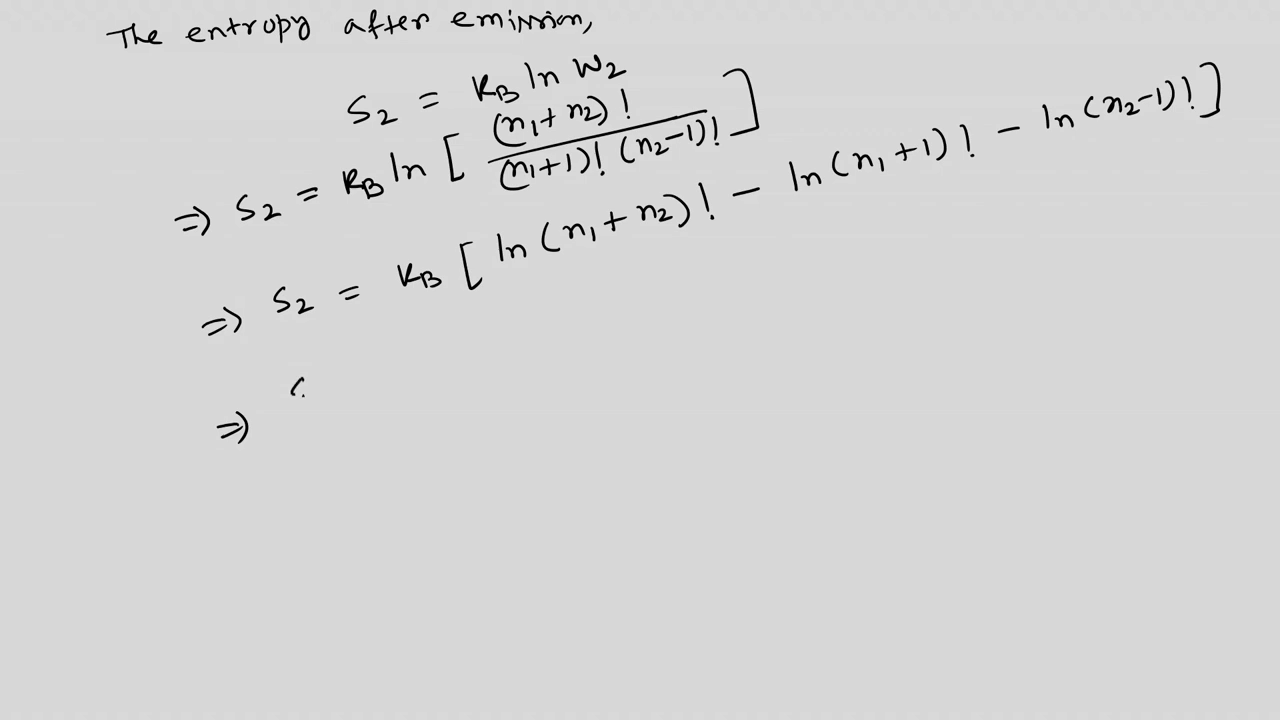 The entropy after emission,
S₂ = K_B ln W₂
⇒ S₂ = K_B ln [ (n₁ + n₂)! / (n₁+1)! (n₂-1)! ]
⇒ S₂ = K_B [ ln (n₁ + n₂)! - ln (n₁ + 1)! - ln (n₂-1)! ]
⇒